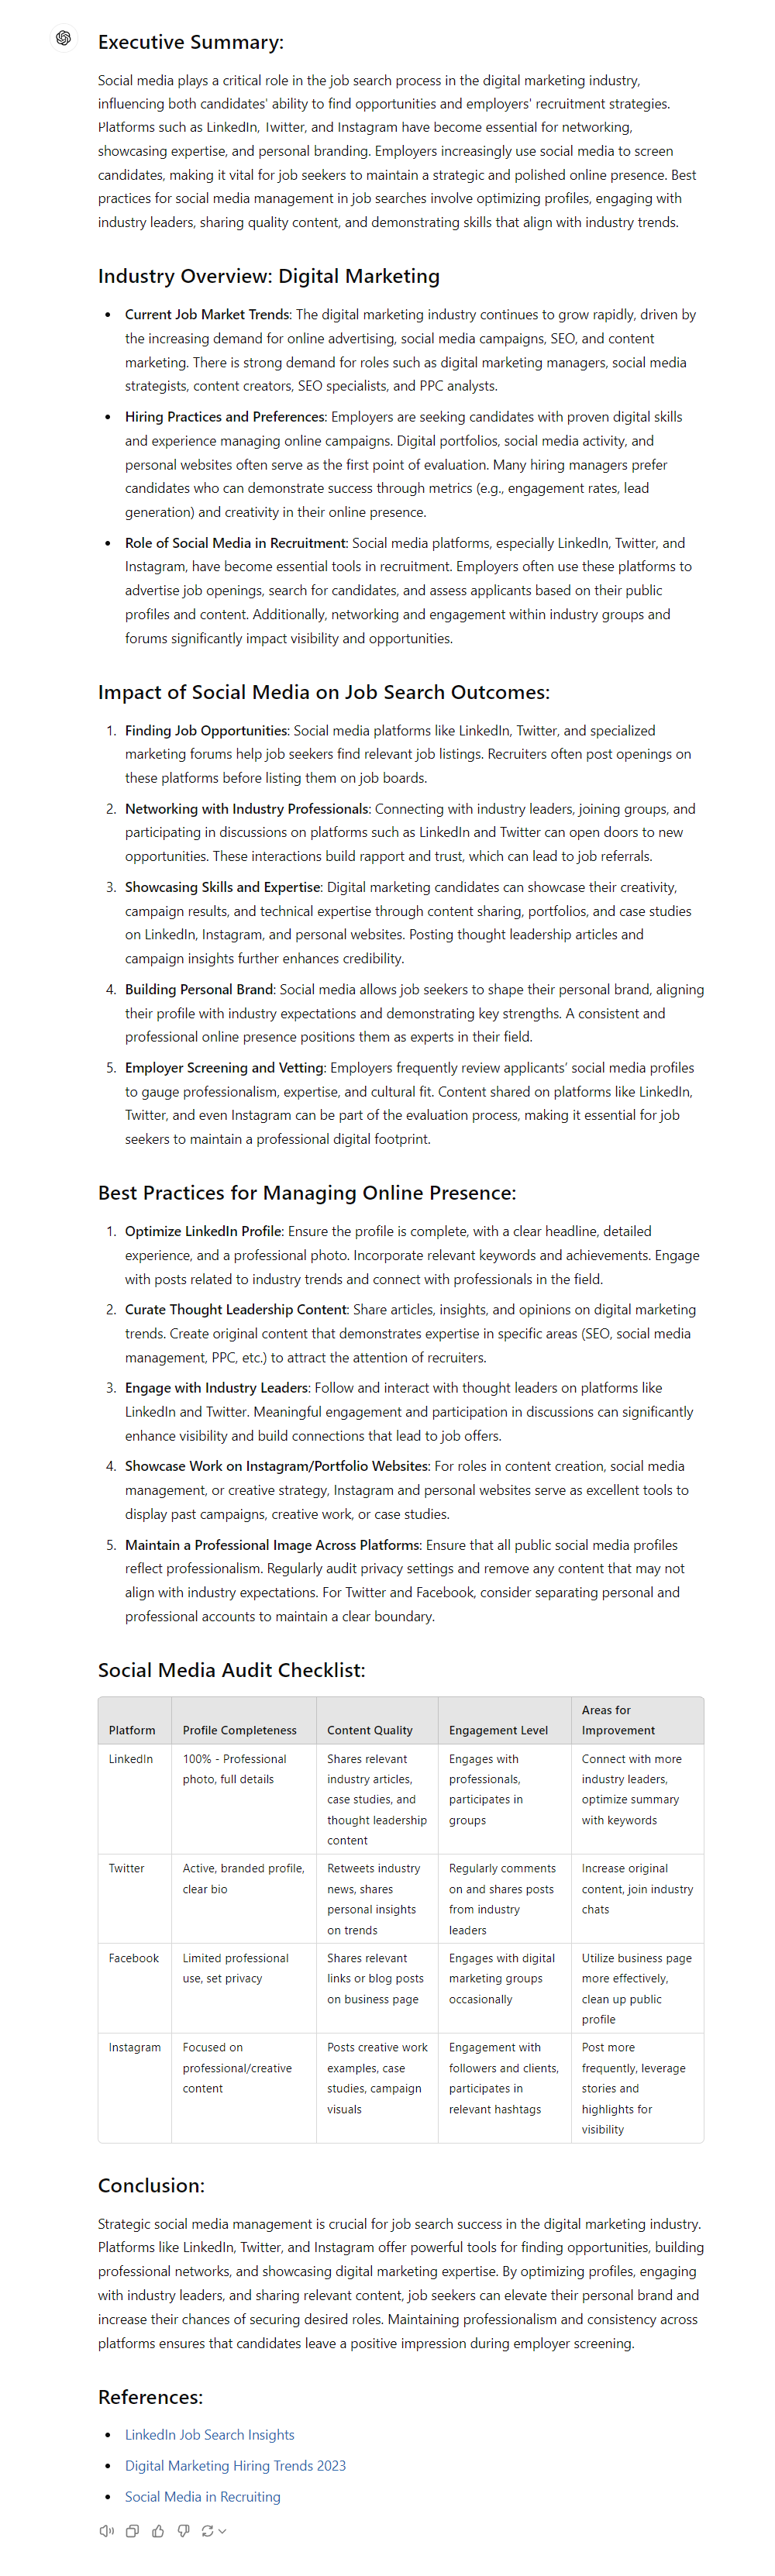 Executive Summary:
Social media plays a critical role in the job search process in the digital marketing industry,
influencing both candidates' ability to find opportunities and employers' recruitment strategies.
Platforms such as LinkedIn, Twitter, and Instagram have become essential for networking,
showcasing expertise, and personal branding. Employers increasingly use social media to screen
candidates, making it vital for job seekers to maintain a strategic and polished online presence. Best
practices for social media management in job searches involve optimizing profiles, engaging with
industry leaders, sharing quality content, and demonstrating skills that align with industry trends.
Industry Overview: Digital Marketing
• Current Job Market Trends: The digital marketing industry continues to grow rapidly, driven by
the increasing demand for online advertising, social media campaigns, SEO, and content
marketing. There is strong demand for roles such as digital marketing managers, social media
strategists, content creators, SEO specialists, and PPC analysts.
• Hiring Practices and Preferences: Employers are seeking candidates with proven digital skills
and experience managing online campaigns. Digital portfolios, social media activity, and
personal websites often serve as the first point of evaluation. Many hiring managers prefer
candidates who can demonstrate success through metrics (e.g., engagement rates, lead
generation) and creativity in their online presence.
• Role of Social Media in Recruitment: Social media platforms, especially LinkedIn, Twitter, and
Instagram, have become essential tools in recruitment. Employers often use these platforms to
advertise job openings, search for candidates, and assess applicants based on their public
profiles and content. Additionally, networking and engagement within industry groups and
forums significantly impact visibility and opportunities.
Impact of Social Media on Job Search Outcomes:
1. Finding Job Opportunities: Social media platforms like LinkedIn, Twitter, and specialized
marketing forums help job seekers find relevant job listings. Recruiters often post openings on
these platforms before listing them on job boards.
2. Networking with Industry Professionals: Connecting with industry leaders, joining groups, and
participating in discussions on platforms such as LinkedIn and Twitter can open doors to new
opportunities. These interactions build rapport and trust, which can lead to job referrals.
3. Showcasing Skills and Expertise: Digital marketing candidates can showcase their creativity,
campaign results, and technical expertise through content sharing, portfolios, and case studies
on LinkedIn, Instagram, and personal websites. Posting thought leadership articles and
campaign insights further enhances credibility.
4. Building Personal Brand: Social media allows job seekers to shape their personal brand, aligning
their profile with industry expectations and demonstrating key strengths. A consistent and
professional online presence positions them as experts in their field.
5. Employer Screening and Vetting: Employers frequently review applicants' social media profiles
to gauge professionalism, expertise, and cultural fit. Content shared on platforms like LinkedIn,
Twitter, and even Instagram can be part of the evaluation process, making it essential for job
seekers to maintain a professional digital footprint.
Best Practices for Managing Online Presence:
1. Optimize LinkedIn Profile: Ensure the profile is complete, with a clear headline, detailed
experience, and a professional photo. Incorporate relevant keywords and achievements. Engage
with posts related to industry trends and connect with professionals in the field.
2. Curate Thought Leadership Content: Share articles, insights, and opinions on digital marketing
trends. Create original content that demonstrates expertise in specific areas (SEO, social media
management, PPC, etc.) to attract the attention of recruiters.
3. Engage with Industry Leaders: Follow and interact with thought leaders on platforms like
LinkedIn and Twitter. Meaningful engagement and participation in discussions can significantly
enhance visibility and build connections that lead to job offers.
4. Showcase Work on Instagram/Portfolio Websites: For roles in content creation, social media
management, or creative strategy, Instagram and personal websites serve as excellent tools to
display past campaigns, creative work, or case studies.
5. Maintain a Professional Image Across Platforms: Ensure that all public social media profiles
reflect professionalism. Regularly audit privacy settings and remove any content that may not
align with industry expectations. For Twitter and Facebook, consider separating personal and
professional accounts to maintain a clear boundary.
Social Media Audit Checklist:
Platform
Profile Completeness
Content Quality
Engagement Level
Areas for
Improvement
LinkedIn
100% - Professional
photo, full details
Shares relevant
industry articles,
case studies, and
thought leadership
content
Engages with
professionals,
participates in
groups
Connect with more
industry leaders,
optimize summary
with keywords
Twitter
Active, branded profile,
clear bio
Retweets industry
news, shares
personal insights
on trends
Regularly comments
on and shares posts
from industry
leaders
Increase original
content, join industry
chats
Facebook
Limited professional
use, set privacy
Shares relevant
links or blog posts
on business page
Engages with digital
marketing groups
occasionally
Utilize business page
more effectively,
clean up public
profile
Instagram
Focused on
professional/creative
content
Posts creative work
examples, case
studies, campaign
visuals
Engagement with
followers and clients,
participates in
relevant hashtags
Post more
frequently, leverage
stories and
highlights for
visibility
Conclusion:
Strategic social media management is crucial for job search success in the digital marketing industry.
Platforms like LinkedIn, Twitter, and Instagram offer powerful tools for finding opportunities, building
professional networks, and showcasing digital marketing expertise. By optimizing profiles, engaging
with industry leaders, and sharing relevant content, job seekers can elevate their personal brand and
increase their chances of securing desired roles. Maintaining professionalism and consistency across
platforms ensures that candidates leave a positive impression during employer screening.
References:
• LinkedIn Job Search Insights
• Digital Marketing Hiring Trends 2023
• Social Media in Recruiting